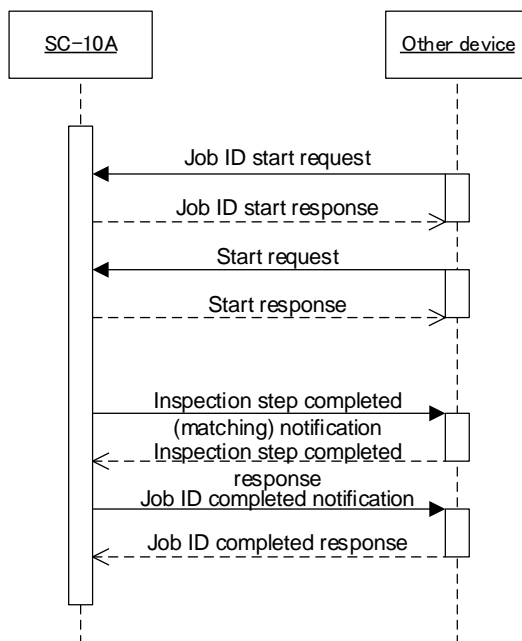 SC-10A
Other device
Job ID start request
Job ID start response
Start request
Start response
Inspection step completed
(matching) notification
Inspection step completed
response
Job ID completed notification
Job ID completed response